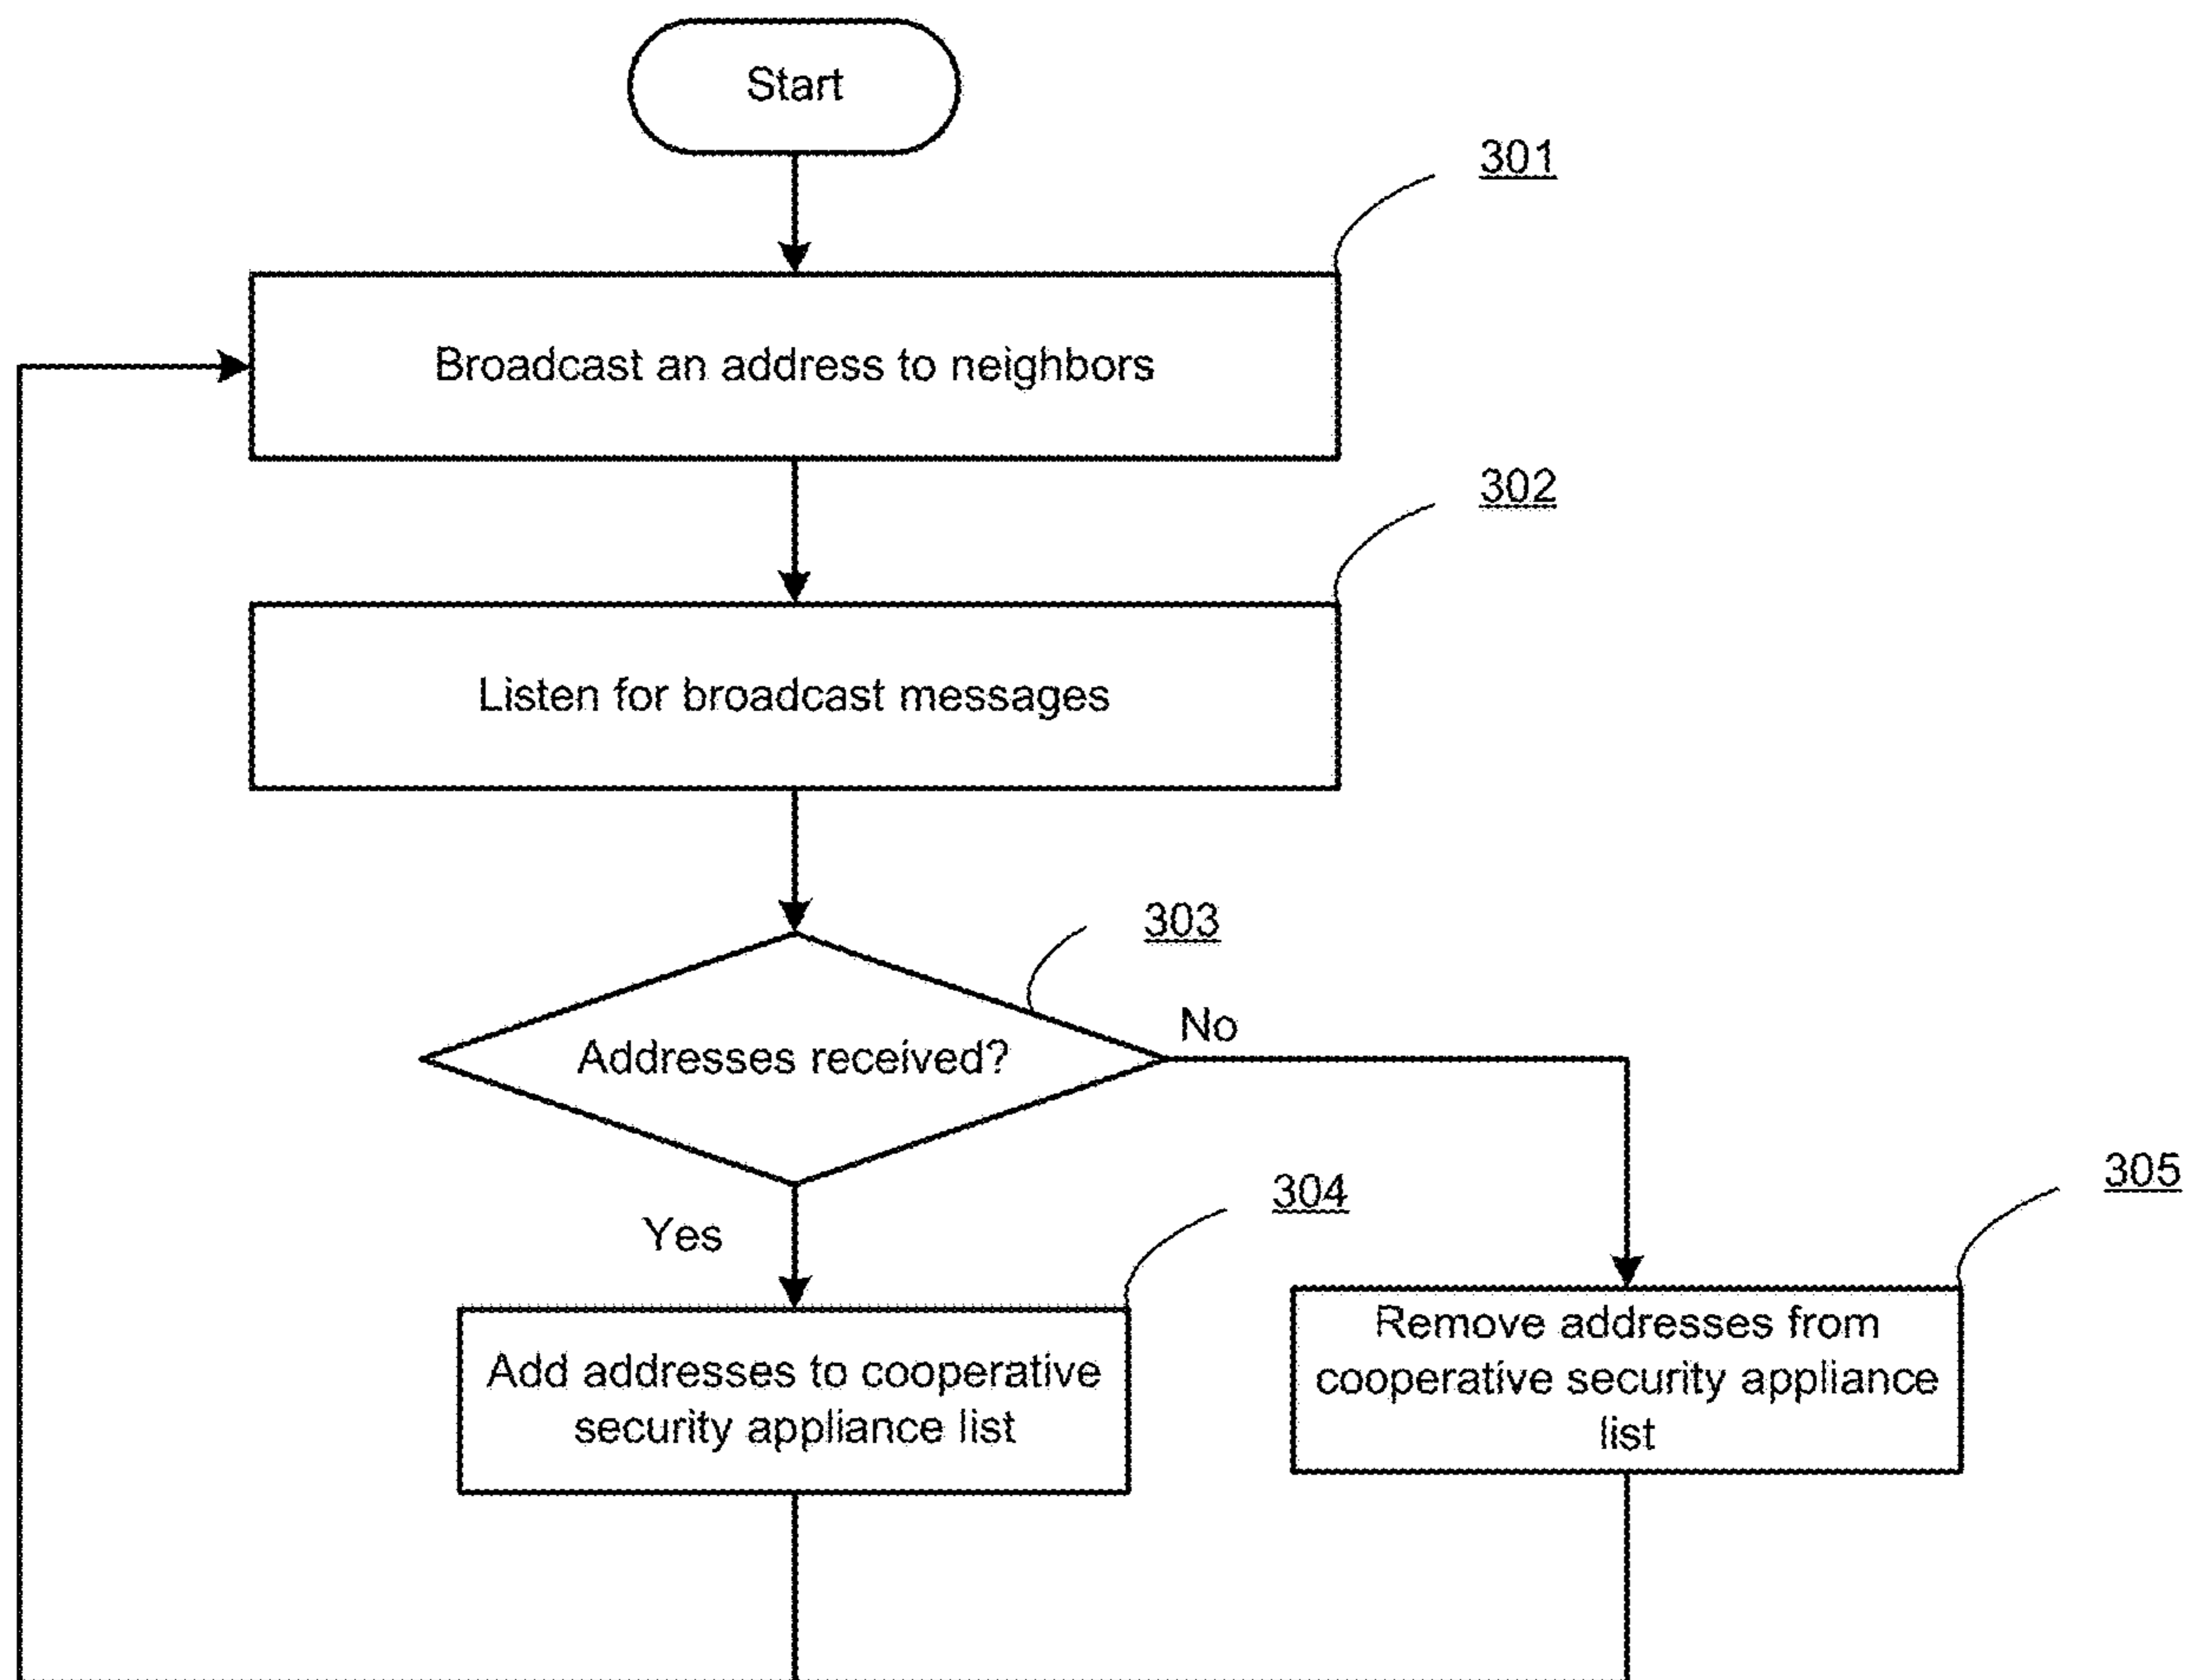 Start
301
Broadcast an address to neighbors
302
Listen for broadcast messages
303
No
Addresses received?
Yes
304
305
Add addresses to cooperative
security appliance list
Remove addresses from
cooperative security appliance
list